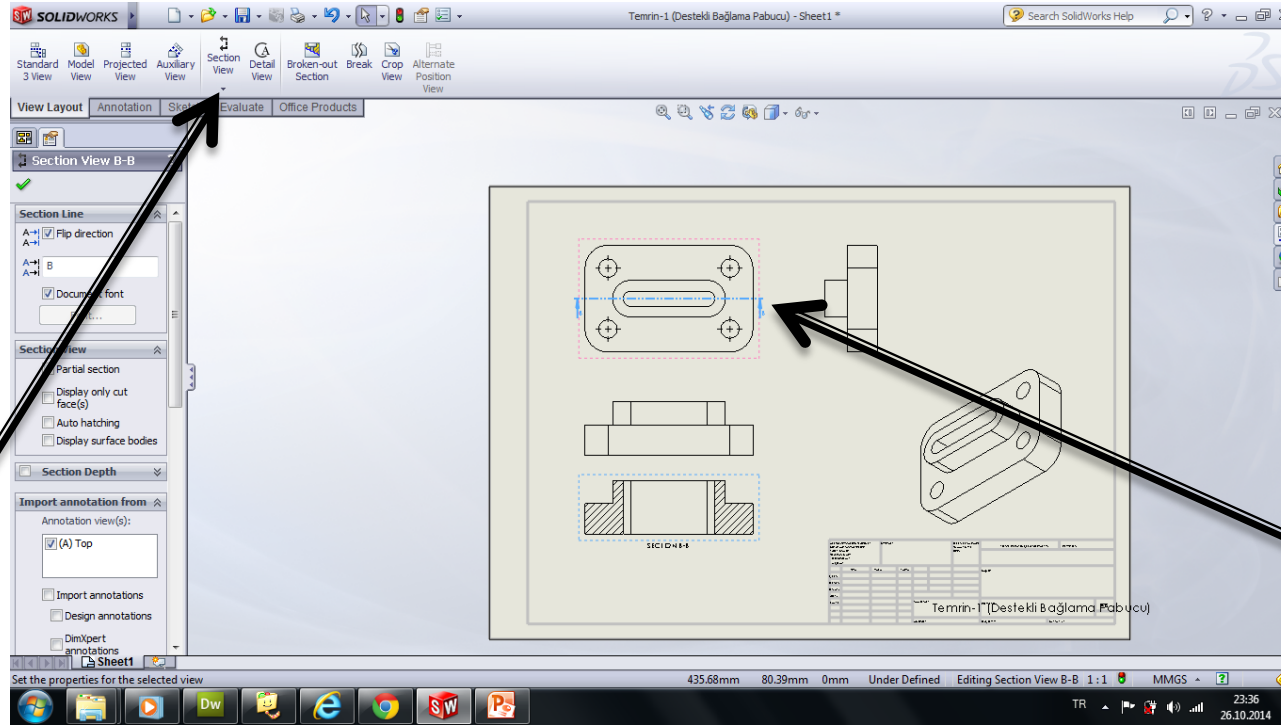 SOLIDWORKS
Temrin-1 (Destekli Bağlama Pabucu) - Sheet1 *
Search SolidWorks Help
Standard 3 View
Model View
Projected View
Auxiliary View
Section View
Detail View
Broken-out Section
Break
Crop View
Alternate Position View
View Layout
Annotation
Evaluate
Office Products
Section View B-B
Section Line
Flip direction
B
Document font
Section View
Partial section
Display only cut face(s)
Auto hatching
Display surface bodies
Section Depth
Import annotation from
Annotation view(s):
(A) Top
Import annotations
Design annotations
DimXpert annotations
SECTION B-B
Temrin-1 (Destekli Bağlama Pabucu)
Sheet1
Set the properties for the selected view
435.68mm 80.39mm 0mm Under Defined Editing Section View B-B 1 : 1 MMGS
Dw
SW
TR
23:36
26.10.2014